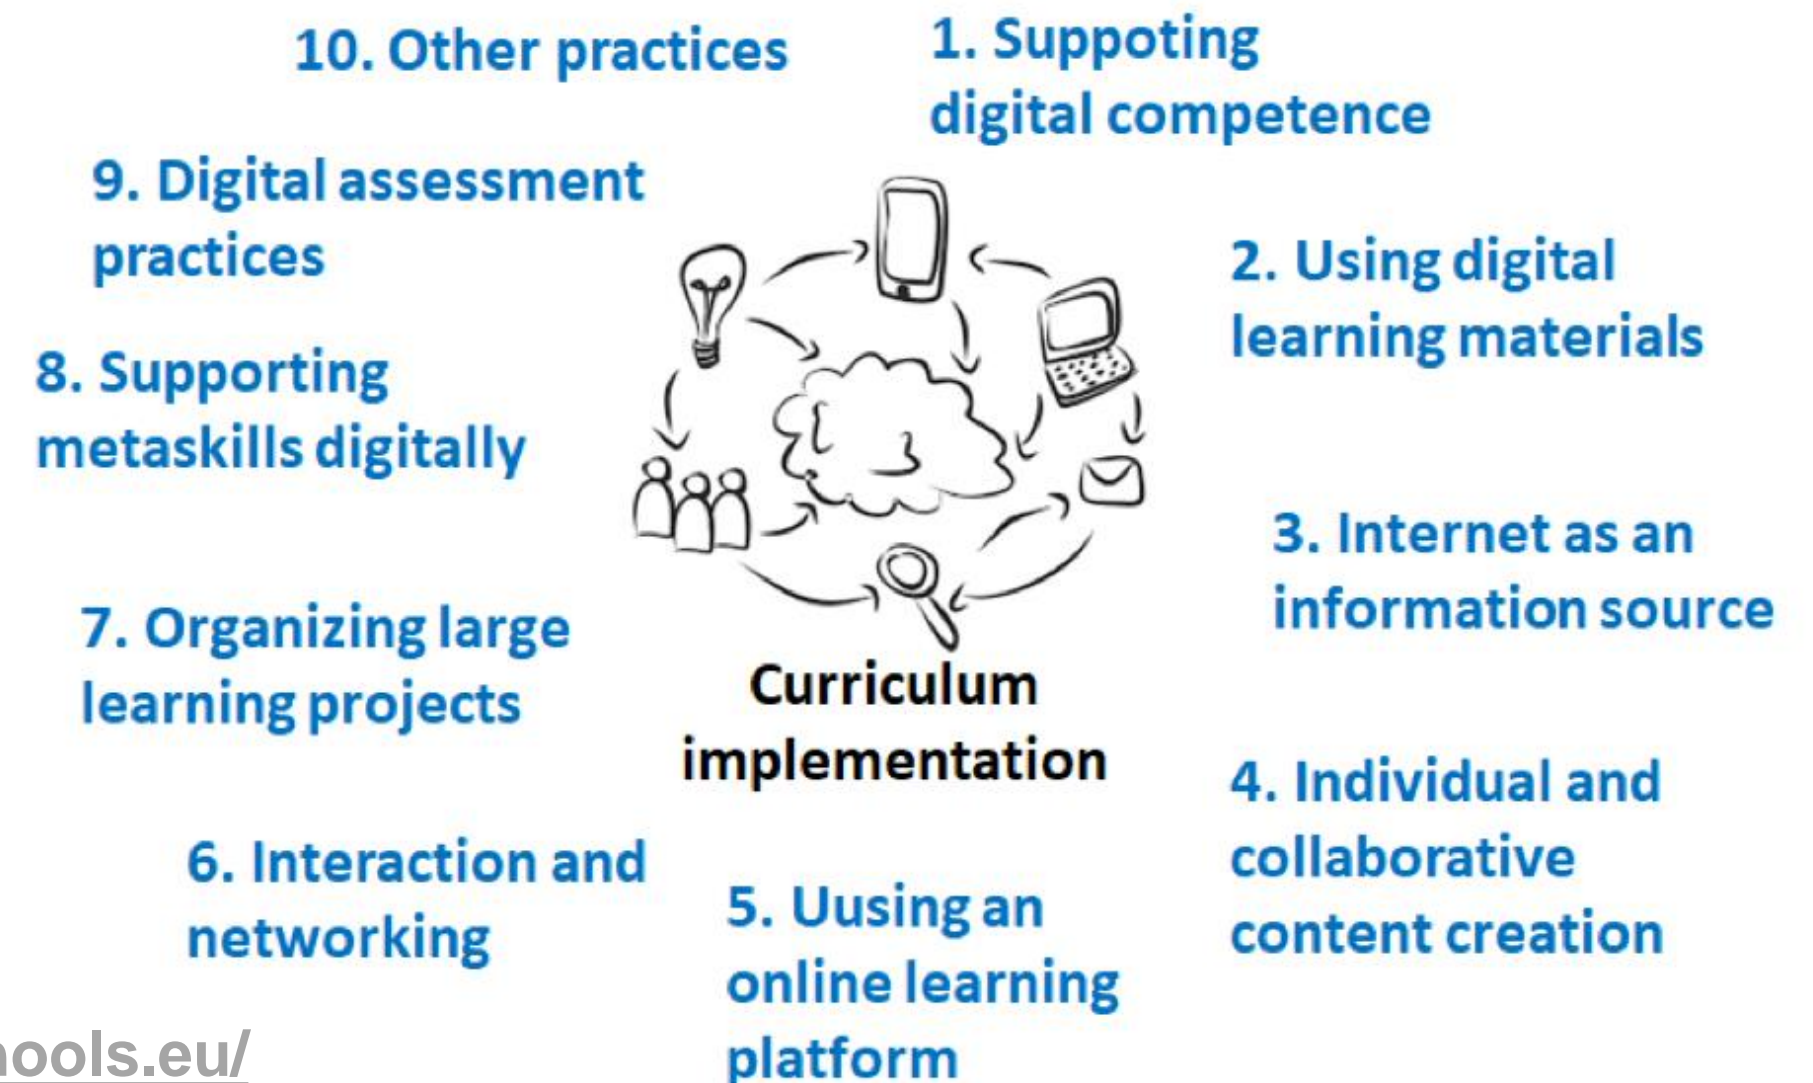 10. Other practices
1. Suppoting
digital competence
9. Digital assessment
practices
2. Using digital
learning materials
8. Supporting
metaskills digitally
3. Internet as an
information source
7. Organizing large
learning projects
Curriculum
implementation
4. Individual and
collaborative
content creation
6. Interaction and
networking
5. Uusing an
online learning
platform
hools.eu/